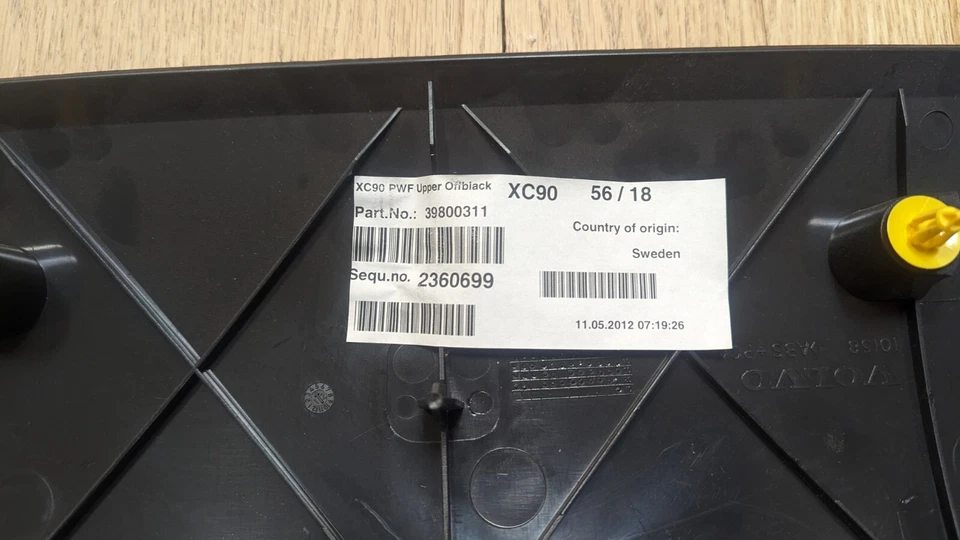 XC90 PWF Upper Offblack XC90 56 / 18
Part.No.: 39800311
Country of origin:
Sweden
Sequ.no. 2360699
11.05.2012 07:19:26
VOLVO